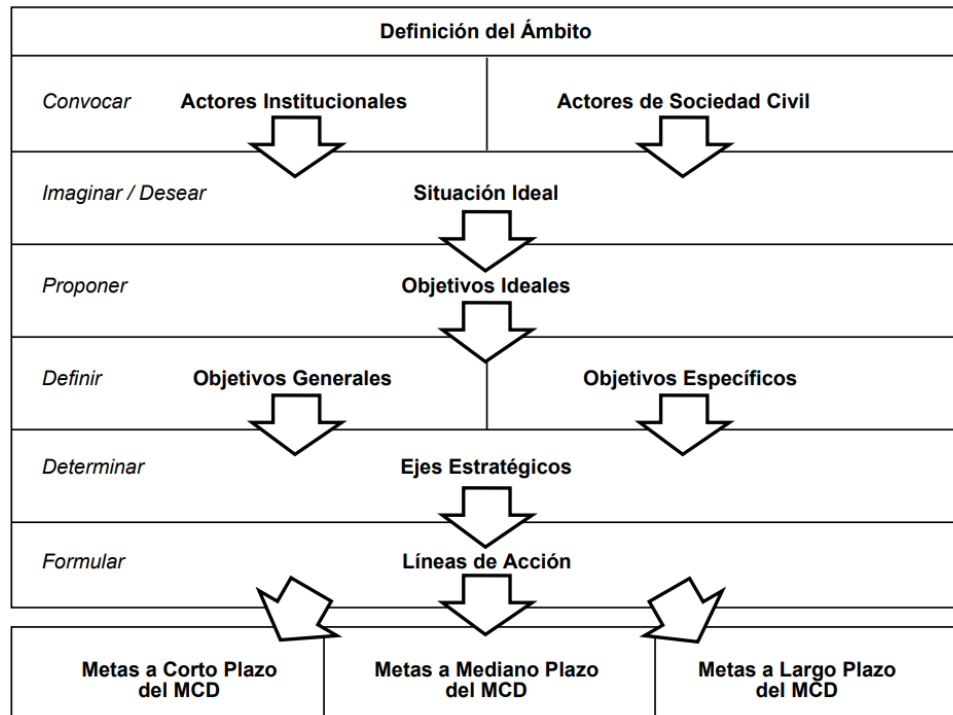 Definición del Ámbito
Convocar Actores Institucionales Actores de Sociedad Civil
Imaginar / Desear Situación Ideal
Proponer Objetivos Ideales
Definir Objetivos Generales Objetivos Específicos
Determinar Ejes Estratégicos
Formular Líneas de Acción
Metas a Corto Plazo
del MCD
Metas a Mediano Plazo
del MCD
Metas a Largo Plazo
del MCD